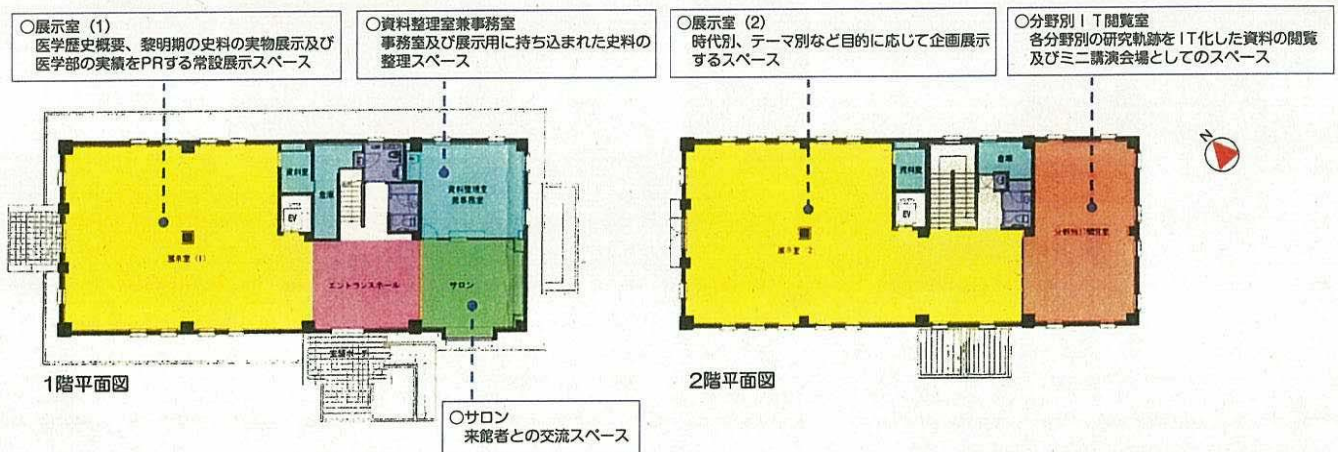 ○展示室（1）
医学歴史概要、黎明期の史料の実物展示及び
医学部の実績をPRする常設展示スペース
○資料整理室兼事務室
事務室及び展示用に持ち込まれた史料の
整理スペース
○展示室（2）
時代別、テーマ別など目的に応じて企画展示
するスペース
○分野別IT閲覧室
各分野別の研究軌跡をIT化した資料の閲覧
及びミニ講演会場としてのスペース
N
資料室
倉庫
EV
資料整理室
兼事務室
展示室（1）
エントランスホール
サロン
玄関ポーチ
1階平面図
○サロン
来館者との交流スペース
資料室
倉庫
EV
展示室（2
分野別IT閲覧室
2階平面図